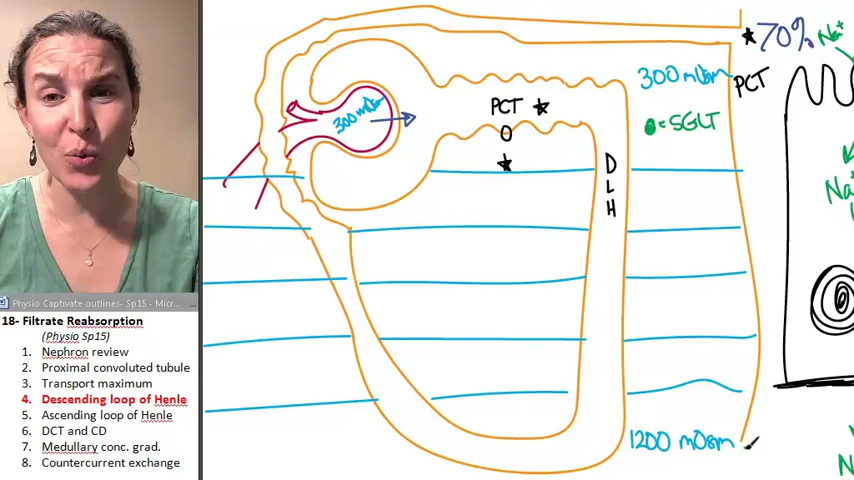 300 mOsm
PCT
300 mOsm
PCT
= SGLT
70%
Na+
Na+
D
L
H
1200 mOsm
N
Physio Captivate.outlines- Sp15 - Micr...
18- Filtrate Reabsorption
(Physio Sp15)
1. Nephron review
2. Proximal convoluted tubule
3. Transport maximum
4. Descending loop of Henle
5. Ascending loop of Henle
6. DCT and CD
7. Medullary conc. grad.
8. Countercurrent exchange